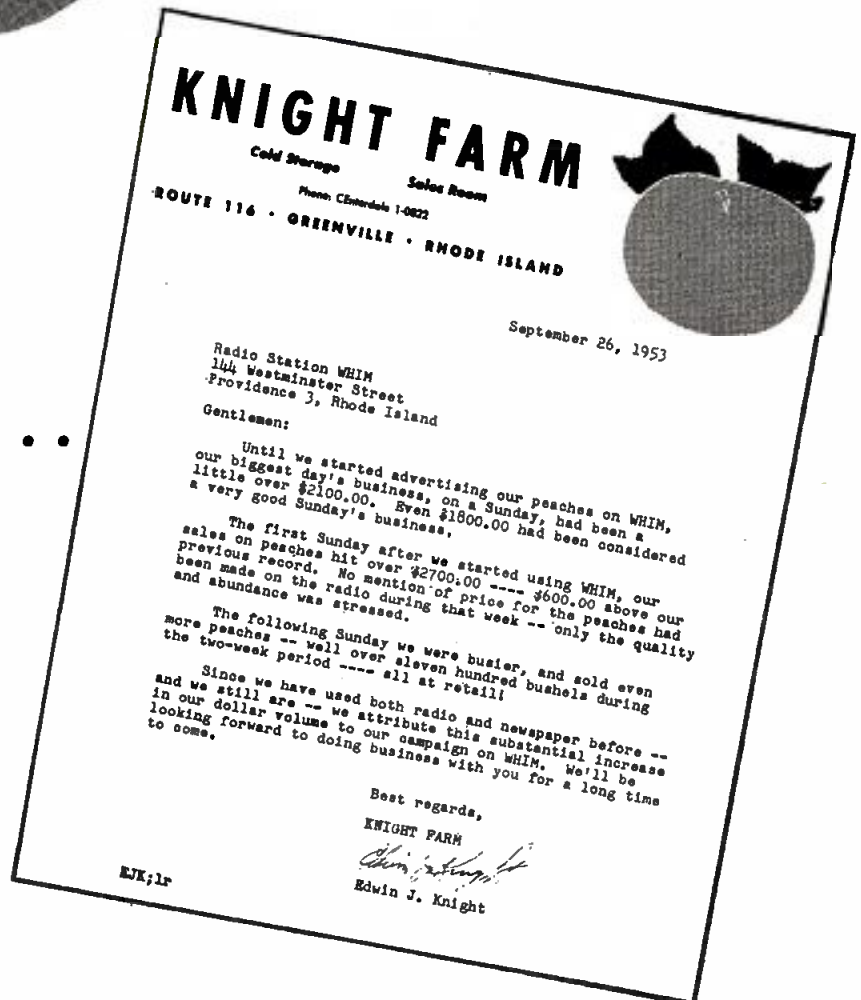 KNIGHT FARM
Cold Storage Sales Room
Phone: CEnterdale 1-0822
ROUTE 116 • GREENVILLE • RHODE ISLAND
September 26, 1953
Radio Station WHIM
144 Westminster Street
Providence 3, Rhode Island
Gentlemen:
Until we started advertising our peaches on WHIM,
our biggest day's business, on a Sunday, had been a
little over $2100.00. Even $1800.00 had been considered
a very good Sunday's business.
The first Sunday after we started using WHIM, our
sales on peaches hit over $2700.00 ---- $600.00 above our
previous record. No mention of price for the peaches had
been made on the radio during that week -- only the quality
and abundance was stressed.
The following Sunday we were busier, and sold even
more peaches -- well over eleven hundred bushels during
the two-week period ---- all at retail!
Since we have used both radio and newspaper before --
and we still are -- we attribute this substantial increase
in our dollar volume to our campaign on WHIM. We'll be
looking forward to doing business with you for a long time
to come.
Best regards,
KNIGHT FARM
Edwin J. Knight
EJK;lr